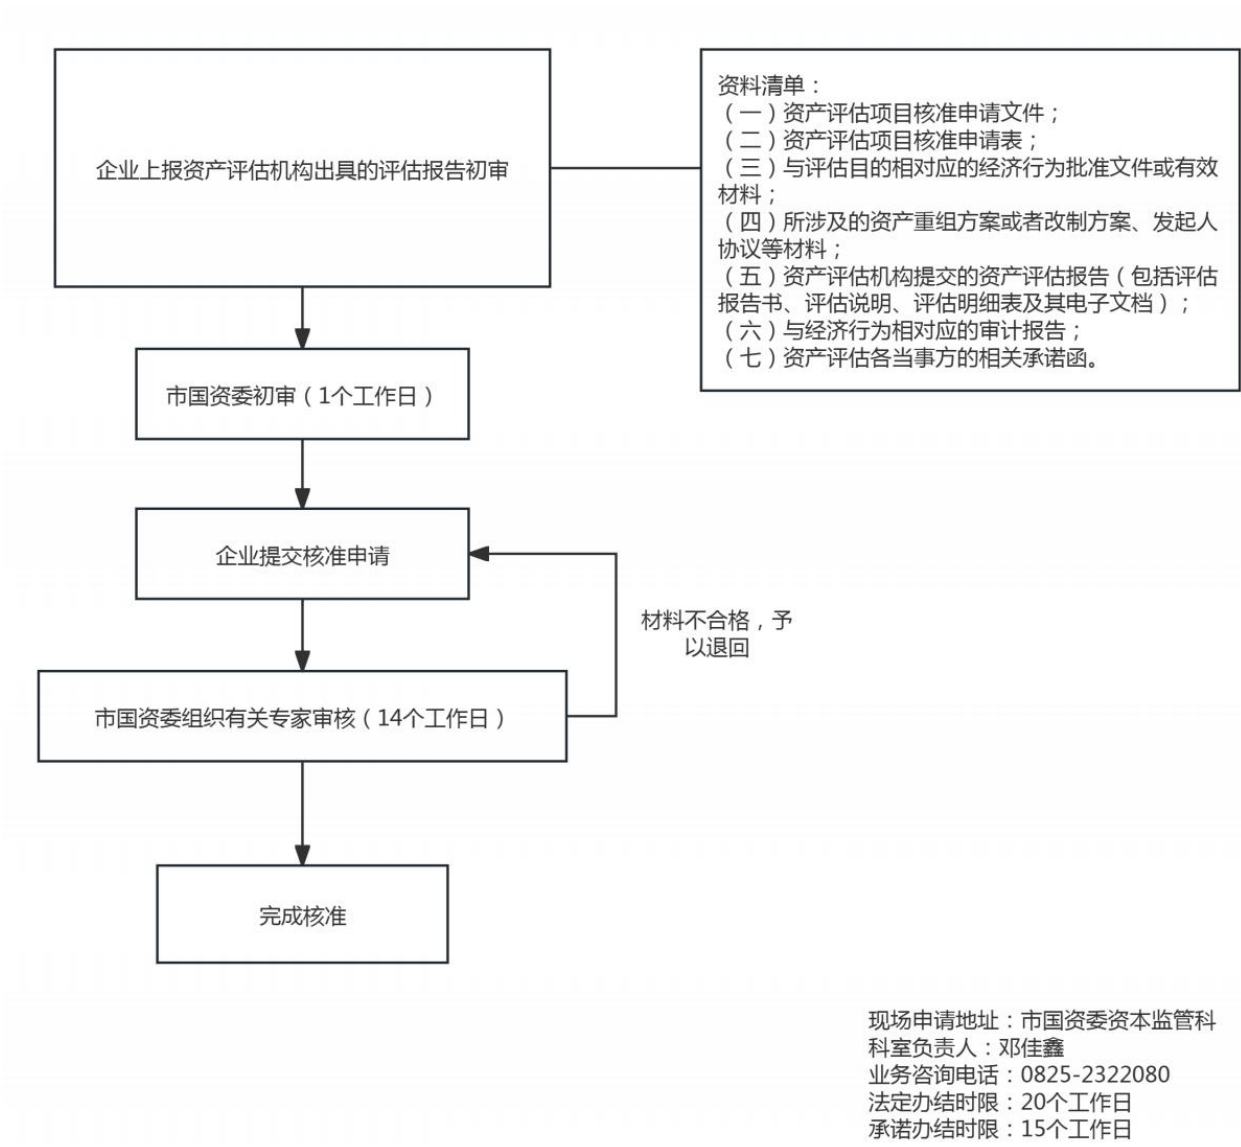 企业上报资产评估机构出具的评估报告初审
资料清单：
（一）资产评估项目核准申请文件；
（二）资产评估项目核准申请表；
（三）与评估目的相对应的经济行为批准文件或有效
材料；
（四）所涉及的资产重组方案或者改制方案、发起人
协议等材料；
（五）资产评估机构提交的资产评估报告（包括评估
报告书、评估说明、评估明细表及其电子文档）；
（六）与经济行为相对应的审计报告；
（七）资产评估各当事方的相关承诺函。
市国资委初审（1个工作日）
企业提交核准申请
材料不合格，予
以退回
市国资委组织有关专家审核（14个工作日）
完成核准
现场申请地址：市国资委资本监管科
科室负责人：邓佳鑫
业务咨询电话：0825-2322080
法定办结时限：20个工作日
承诺办结时限：15个工作日